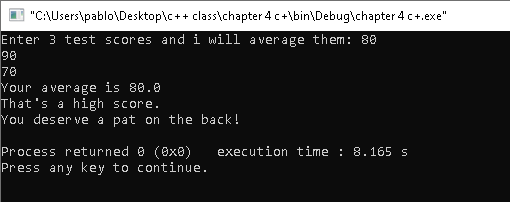 "C:\Users\pablo\Desktop\c++ class\chapter 4 c+\bin\Debug\chapter 4 c+.exe"
Enter 3 test scores and i will average them: 80
90
70
Your average is 80.0
That's a high score.
You deserve a pat on the back!
Process returned 0 (0x0)   execution time : 8.165 s
Press any key to continue.